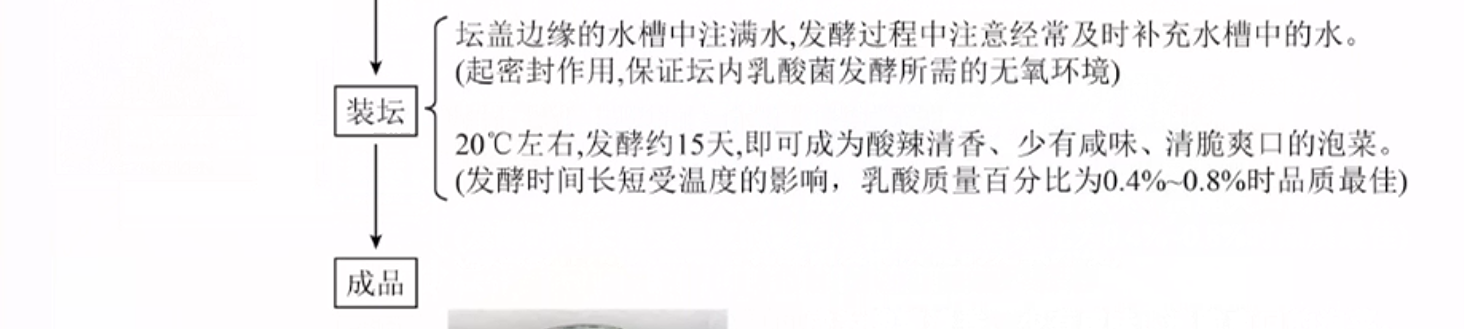 坛盖边缘的水槽中注满水,发酵过程中注意经常及时补充水槽中的水。
(起密封作用,保证坛内乳酸菌发酵所需的无氧环境)
装坛
20℃左右,发酵约15天,即可成为酸辣清香、少有咸味、清脆爽口的泡菜。
(发酵时间长短受温度的影响，乳酸质量百分比为0.4%~0.8%时品质最佳)
成品